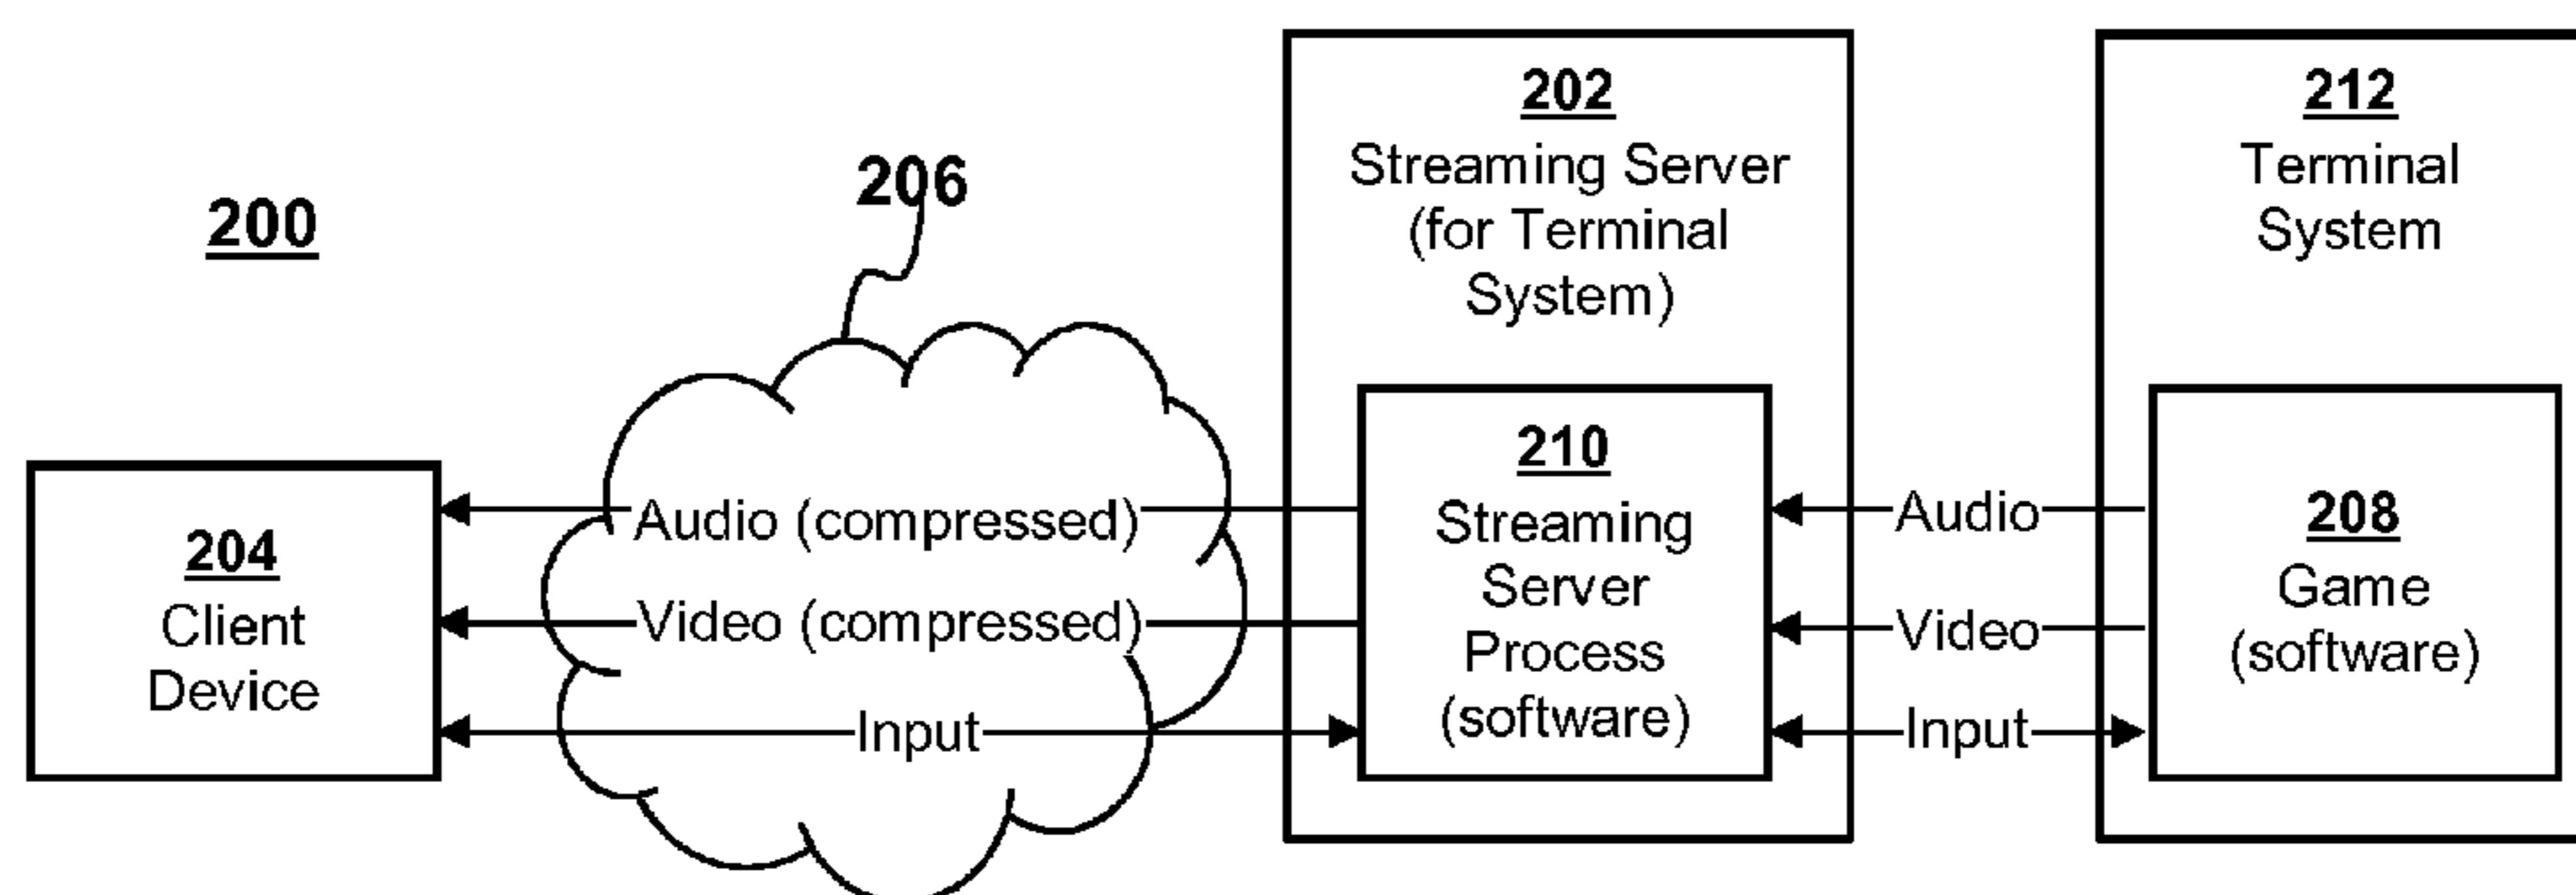 200
206
204
Client
Device
Audio (compressed)
Video (compressed)
Input
202
Streaming Server
(for Terminal
System)
210
Streaming
Server
Process
(software)
Audio
Video
Input
212
Terminal
System
208
Game
(software)